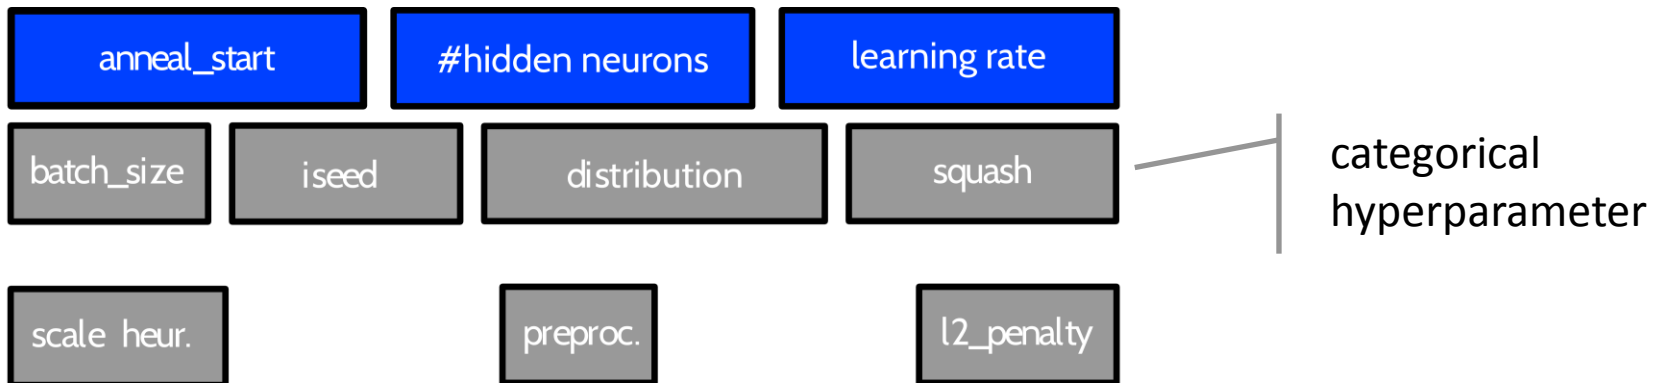 anneal_start
#hidden neurons
learning rate
batch_size
iseed
distribution
squash
categorical
hyperparameter
scale heur.
preproc.
l2_penalty